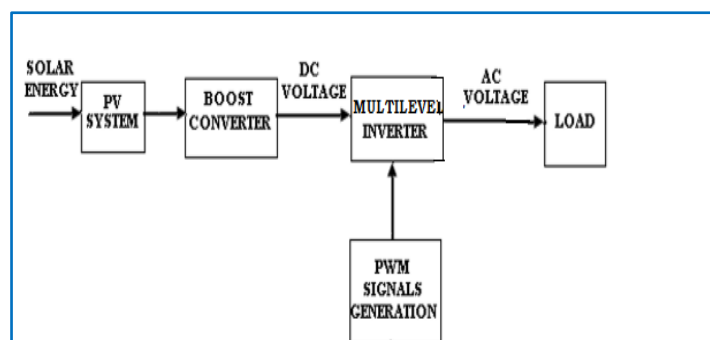 SOLAR
ENERGY
PV
SYSTEM
BOOST
CONVERTER
DC
VOLTAGE
MULTILEVEL
INVERTER
AC
VOLTAGE
LOAD
PWM
SIGNALS
GENERATION